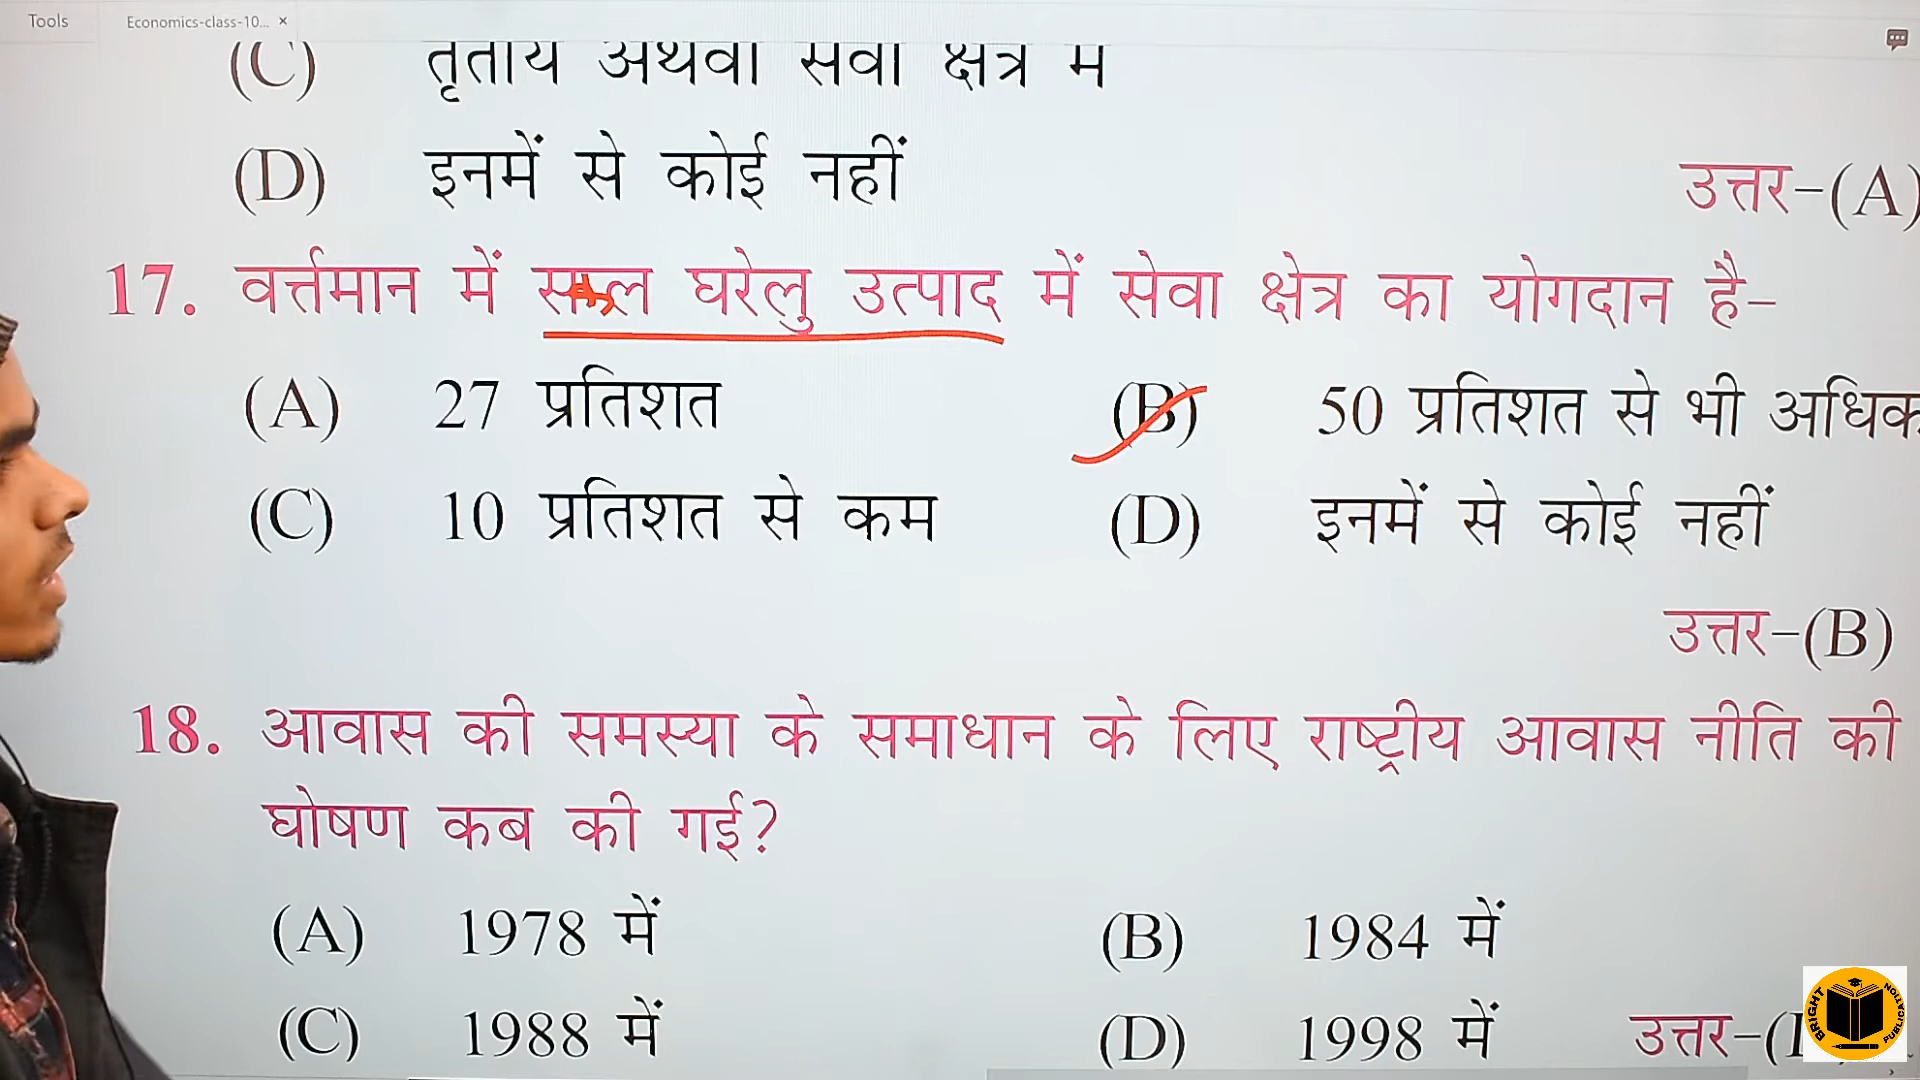 Tools Economics-class-10... ×
(C) तृतीय अथवा सेवा क्षेत्र में
(D) इनमें से कोई नहीं
उत्तर-(A)
17. वर्त्तमान में सकल घरेलु उत्पाद में सेवा क्षेत्र का योगदान है-
(A) 27 प्रतिशत (B) 50 प्रतिशत से भी अधिक
(C) 10 प्रतिशत से कम (D) इनमें से कोई नहीं
उत्तर-(B)
18. आवास की समस्या के समाधान के लिए राष्ट्रीय आवास नीति की
घोषण कब की गई?
(A) 1978 में (B) 1984 में
(C) 1988 में (D) 1998 में उत्तर-(
BRIGHT PUBLICATION